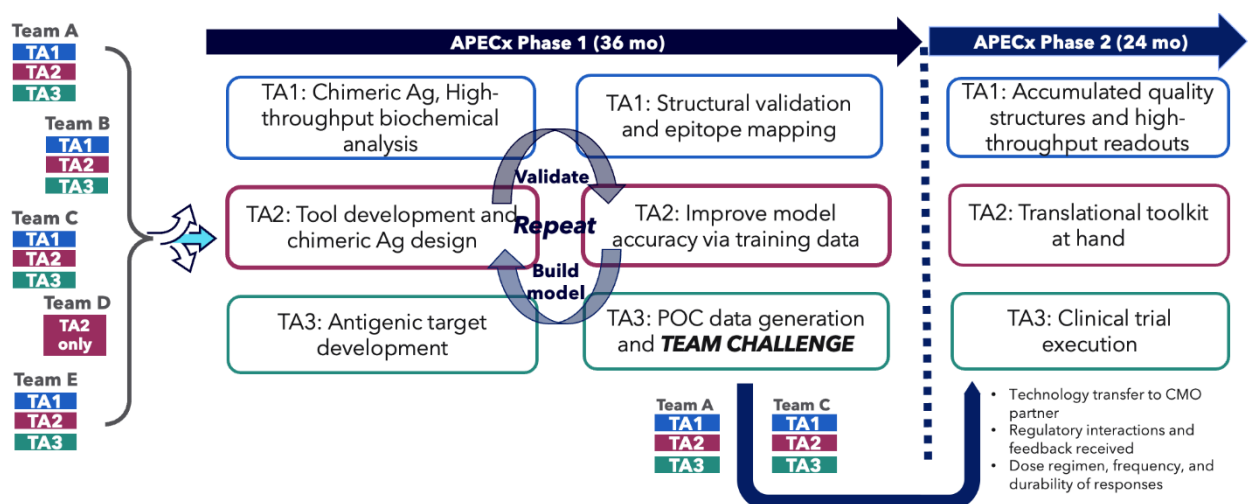 Team A
TA1
TA2
TA3
Team B
TA1
TA2
TA3
Team C
TA1
TA2
TA3
Team D
TA2
only
Team E
TA1
TA2
TA3
APECx Phase 1 (36 mo)
APECx Phase 2 (24 mo)
TA1: Chimeric Ag, High-
throughput biochemical
analysis
TA1: Structural validation
and epitope mapping
TA1: Accumulated quality
structures and high-
throughput readouts
Validate
Repeat
Build
model
TA2: Tool development and
chimeric Ag design
TA2: Improve model
accuracy via training data
TA2: Translational toolkit
at hand
TA3: Antigenic target
development
TA3: POC data generation
and TEAM CHALLENGE
TA3: Clinical trial
execution
Team A
TA1
TA2
TA3
Team C
TA1
TA2
TA3
• Technology transfer to CMO
partner
• Regulatory interactions and
feedback received
• Dose regimen, frequency, and
durability of responses